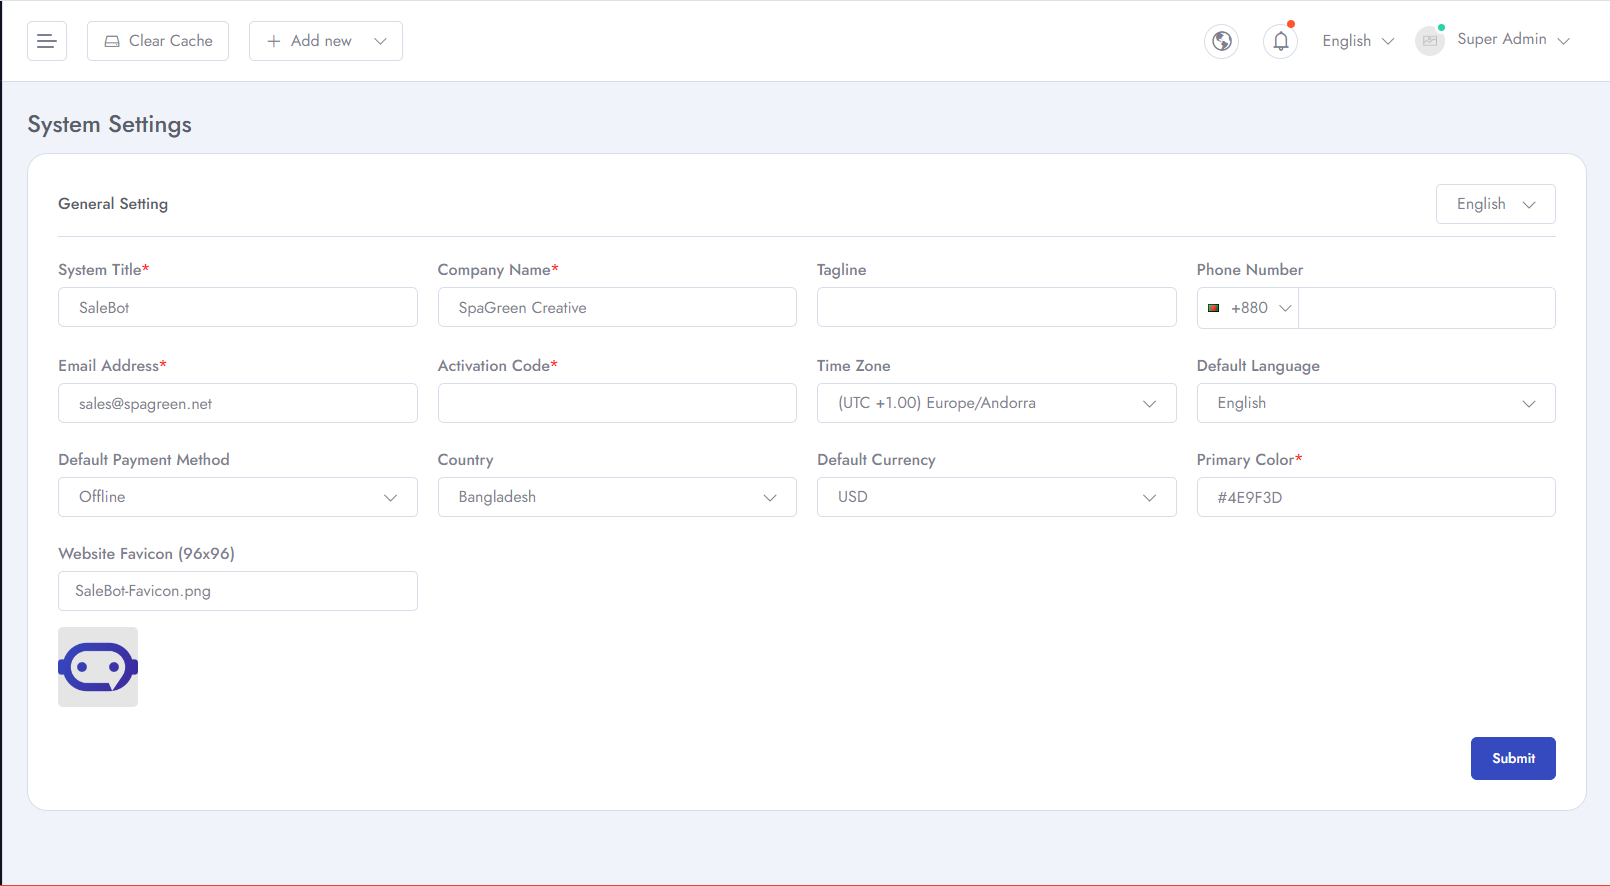 Clear Cache
Add new
English
Super Admin
System Settings
General Setting
English
System Title*
Company Name*
Tagline
Phone Number
SaleBot
SpaGreen Creative
+880
Email Address*
Activation Code*
Time Zone
Default Language
sales@spagreen.net
(UTC +1.00) Europe/Andorra
English
Default Payment Method
Country
Default Currency
Primary Color*
Offline
Bangladesh
USD
#4E9F3D
Website Favicon (96x96)
SaleBot-Favicon.png
Submit